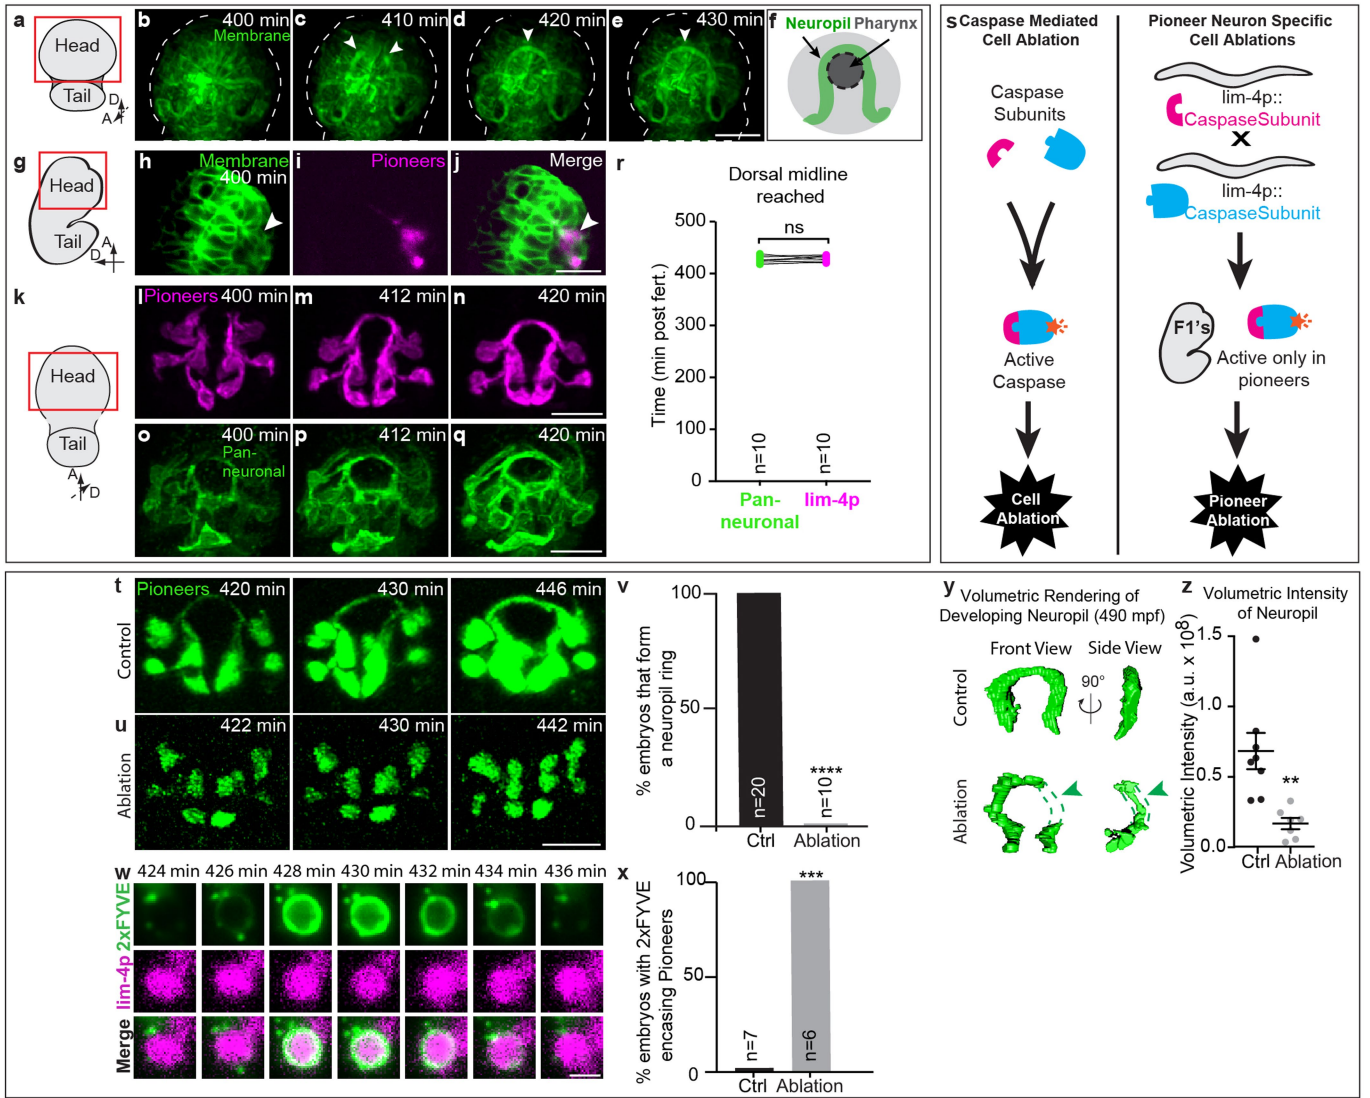 a
Head
Tail
D
A
b
400 min
Membrane
c
410 min
d
420 min
e
430 min
f
Neuropil
Pharynx
g
Head
Tail
A
D
h
Membrane
400 min
i
Pioneers
j
Merge
k
Head
Tail
A
D
l
Pioneers
400 min
m
412 min
n
420 min
o
400 min
Pan-
neuronal
p
412 min
q
420 min
r
Dorsal midline
reached
Time (min post fert.)
500
400
300
200
100
0
ns
n=10
n=10
Pan-
neuronal
lim-4p
s
Caspase Mediated
Cell Ablation
Caspase
Subunits
Active
Caspase
Cell
Ablation
Pioneer Neuron Specific
Cell Ablations
lim-4p::
CaspaseSubunit
X
lim-4p::
CaspaseSubunit
F1's
Active only in
pioneers
Pioneer
Ablation
t
Control
Pioneers
420 min
430 min
446 min
u
Ablation
422 min
430 min
442 min
v
% embryos that form
a neuropil ring
100
50
0
n=20
****
n=10
Ctrl
Ablation
w
424 min
426 min
428 min
430 min
432 min
434 min
436 min
2xFYVE
lim-4p
Merge
x
% embryos with 2xFYVE
encasing Pioneers
100
50
0
n=7
***
n=6
Ctrl
Ablation
y
Volumetric Rendering of
Developing Neuropil (490 mpf)
Front View
Side View
Control
90°
Ablation
z
Volumetric Intensity
of Neuropil
Volumetric Intensity (a.u. x 10⁸)
1.5
1.0
0.5
0.0
**
Ctrl
Ablation